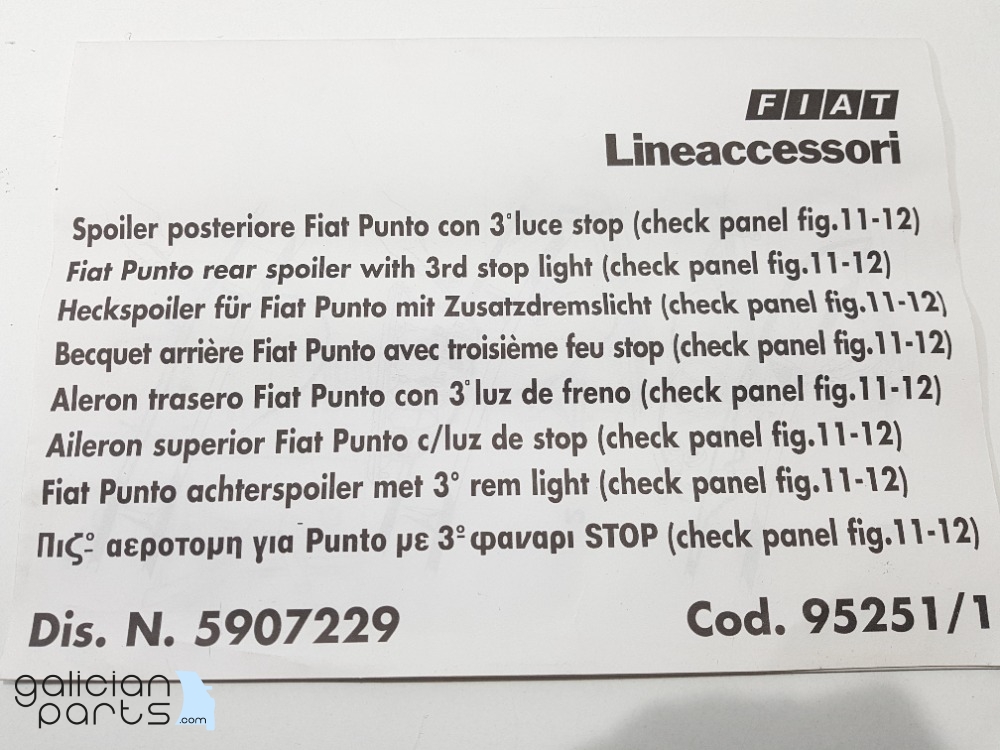 FIAT
Lineaccessori
Spoiler posteriore Fiat Punto con 3°luce stop (check panel fig.11-12)
Fiat Punto rear spoiler with 3rd stop light (check panel fig.11-12)
Heckspoiler für Fiat Punto mit Zusatzdremslicht (check panel fig.11-12)
Becquet arrière Fiat Punto avec troisième feu stop (check panel fig.11-12)
Aleron trasero Fiat Punto con 3°luz de freno (check panel fig.11-12)
Aileron superior Fiat Punto c/luz de stop (check panel fig.11-12)
Fiat Punto achterspoiler met 3° rem light (check panel fig.11-12)
Πιζº αεροτομη για Punto με 3º φαναρι STOP (check panel fig.11-12)
Dis. N. 5907229 Cod. 95251/1
galician
parts.com